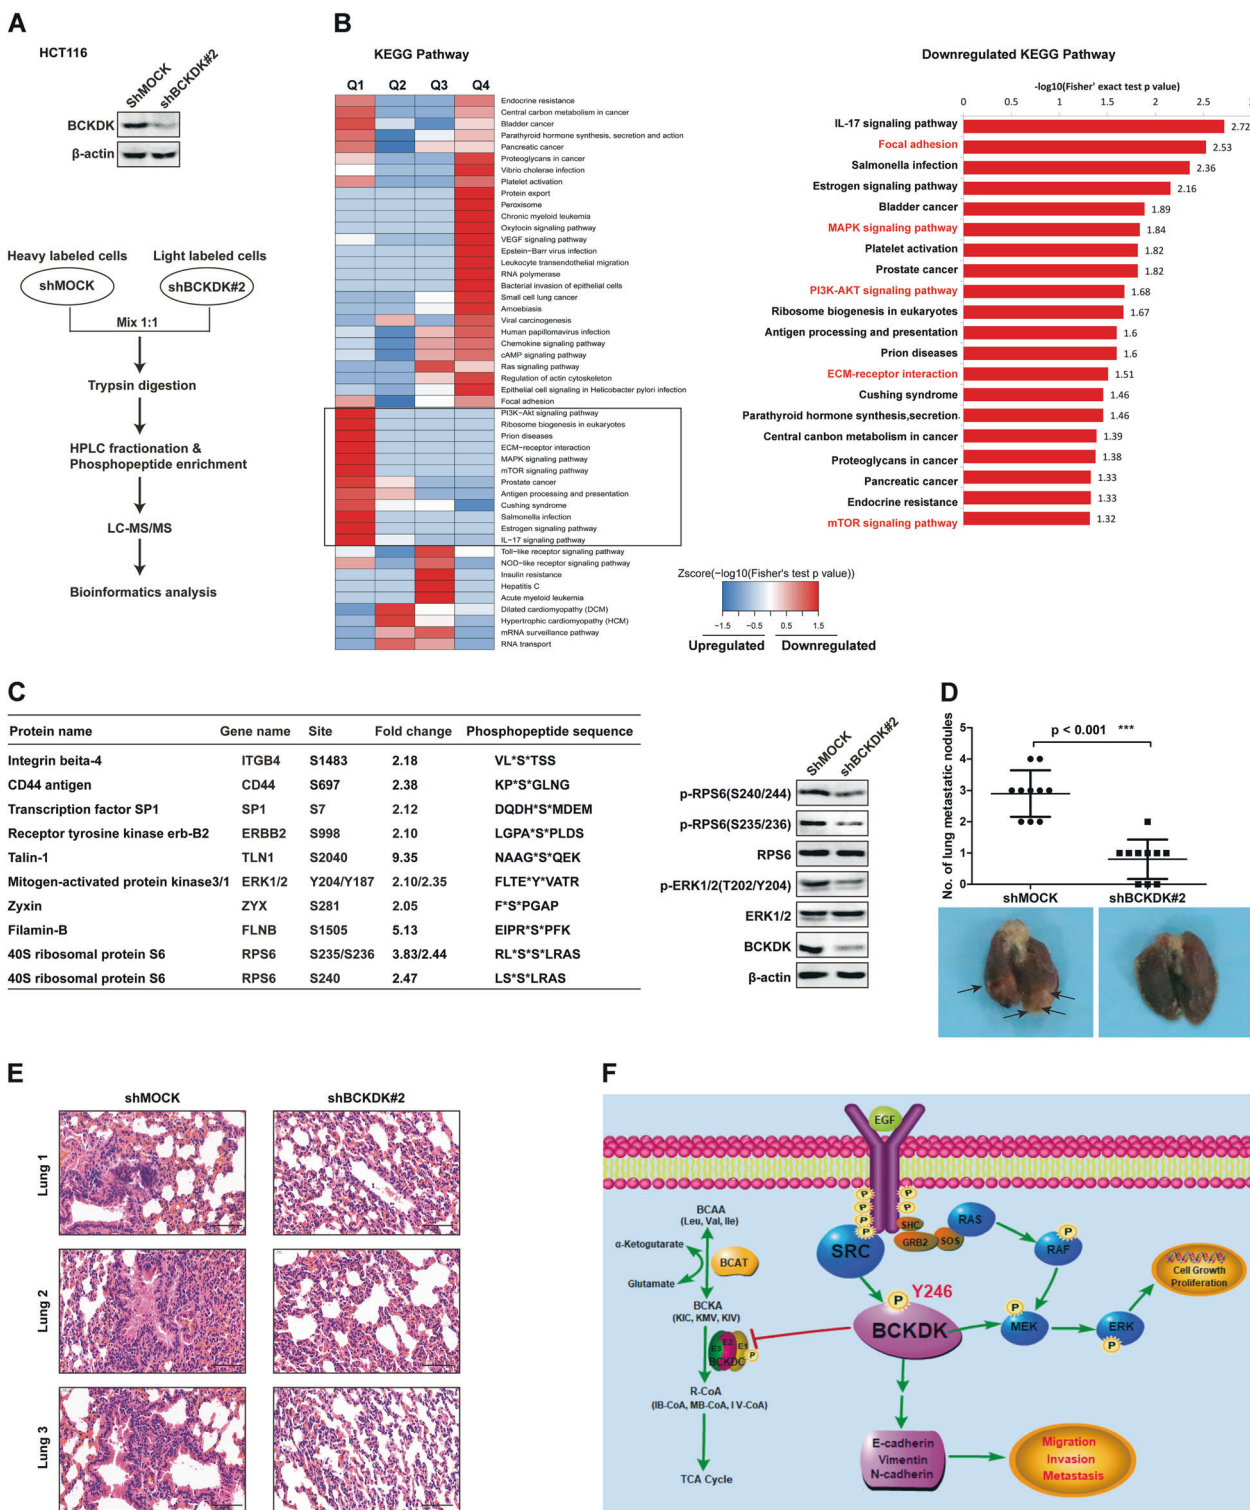 A
HCT116
ShMOCK
shBCKDK#2
BCKDK
β-actin
Heavy labeled cells
Light labeled cells
shMOCK
shBCKDK#2
Mix 1:1
Trypsin digestion
HPLC fractionation &
Phosphopeptide enrichment
LC-MS/MS
Bioinformatics analysis
B
KEGG Pathway
Q1 Q2 Q3 Q4
Endocrine resistance
Central carbon metabolism in cancer
Bladder cancer
Parathyroid hormone synthesis, secretion and action
Pancreatic cancer
Proteoglycans in cancer
Vibrio cholerae infection
Platelet activation
Protein export
Peroxisome
Chronic myeloid leukemia
Oxytocin signaling pathway
VEGF signaling pathway
Epstein−Barr virus infection
Leukocyte transendothelial migration
RNA polymerase
Bacterial invasion of epithelial cells
Small cell lung cancer
Amoebiasis
Viral carcinogenesis
Human papillomavirus infection
Chemokine signaling pathway
cAMP signaling pathway
Ras signaling pathway
Regulation of actin cytoskeleton
Epithelial cell signaling in Helicobacter pylori infection
Focal adhesion
PI3K−Akt signaling pathway
Ribosome biogenesis in eukaryotes
Prion diseases
ECM−receptor interaction
MAPK signaling pathway
mTOR signaling pathway
Prostate cancer
Antigen processing and presentation
Cushing syndrome
Salmonella infection
Estrogen signaling pathway
IL−17 signaling pathway
Toll−like receptor signaling pathway
NOD−like receptor signaling pathway
Insulin resistance
Hepatitis C
Acute myeloid leukemia
Dilated cardiomyopathy (DCM)
Hypertrophic cardiomyopathy (HCM)
mRNA surveillance pathway
RNA transport
Zscore(−log10(Fisher's test p value))
−1.5 −0.5 0.5 1.5
Upregulated Downregulated
Downregulated KEGG Pathway
-log10(Fisher' exact test p value)
0 0.5 1 1.5 2 2.5
IL-17 signaling pathway 2.72
Focal adhesion 2.53
Salmonella infection 2.36
Estrogen signaling pathway 2.16
Bladder cancer 1.89
MAPK signaling pathway 1.84
Platelet activation 1.82
Prostate cancer 1.82
PI3K-AKT signaling pathway 1.68
Ribosome biogenesis in eukaryotes 1.67
Antigen processing and presentation 1.6
Prion diseases 1.6
ECM-receptor interaction 1.51
Cushing syndrome 1.46
Parathyroid hormone synthesis,secretion. 1.46
Central canbon metabolism in cancer 1.39
Proteoglycans in cancer 1.38
Pancreatic cancer 1.33
Endocrine resistance 1.33
mTOR signaling pathway 1.32
C
Protein name Gene name Site Fold change Phosphopeptide sequence
Integrin beita-4 ITGB4 S1483 2.18 VL*S*TSS
CD44 antigen CD44 S697 2.38 KP*S*GLNG
Transcription factor SP1 SP1 S7 2.12 DQDH*S*MDEM
Receptor tyrosine kinase erb-B2 ERBB2 S998 2.10 LGPA*S*PLDS
Talin-1 TLN1 S2040 9.35 NAAG*S*QEK
Mitogen-activated protein kinase3/1 ERK1/2 Y204/Y187 2.10/2.35 FLTE*Y*VATR
Zyxin ZYX S281 2.05 F*S*PGAP
Filamin-B FLNB S1505 5.13 EIPR*S*PFK
40S ribosomal protein S6 RPS6 S235/S236 3.83/2.44 RL*S*S*LRAS
40S ribosomal protein S6 RPS6 S240 2.47 LS*S*LRAS
ShMOCK
shBCKDK#2
p-RPS6(S240/244)
p-RPS6(S235/236)
RPS6
p-ERK1/2(T202/Y204)
ERK1/2
BCKDK
β-actin
D
No. of lung metastatic nodules
5
4
3
2
1
0
p < 0.001 ***
shMOCK shBCKDK#2
E
shMOCK shBCKDK#2
Lung 1
Lung 2
Lung 3
F
EGF
P
P
P
P
P
P
SHC
GRB2
SOS
RAS
SRC
P
RAF
BCAA
(Leu, Val, Ile)
α-Ketogutarate
BCAT
Glutamate
BCKA
(KIC, KMV, KIV)
E3 E2 E1
BCKDC
P
R-CoA
(IB-CoA, MB-CoA, I V-CoA)
TCA Cycle
P
Y246
BCKDK
P
MEK
ERK
P
Cell Growth
Proliferation
E-cadherin
Vimentin
N-cadherin
Migration
Invasion
Metastasis